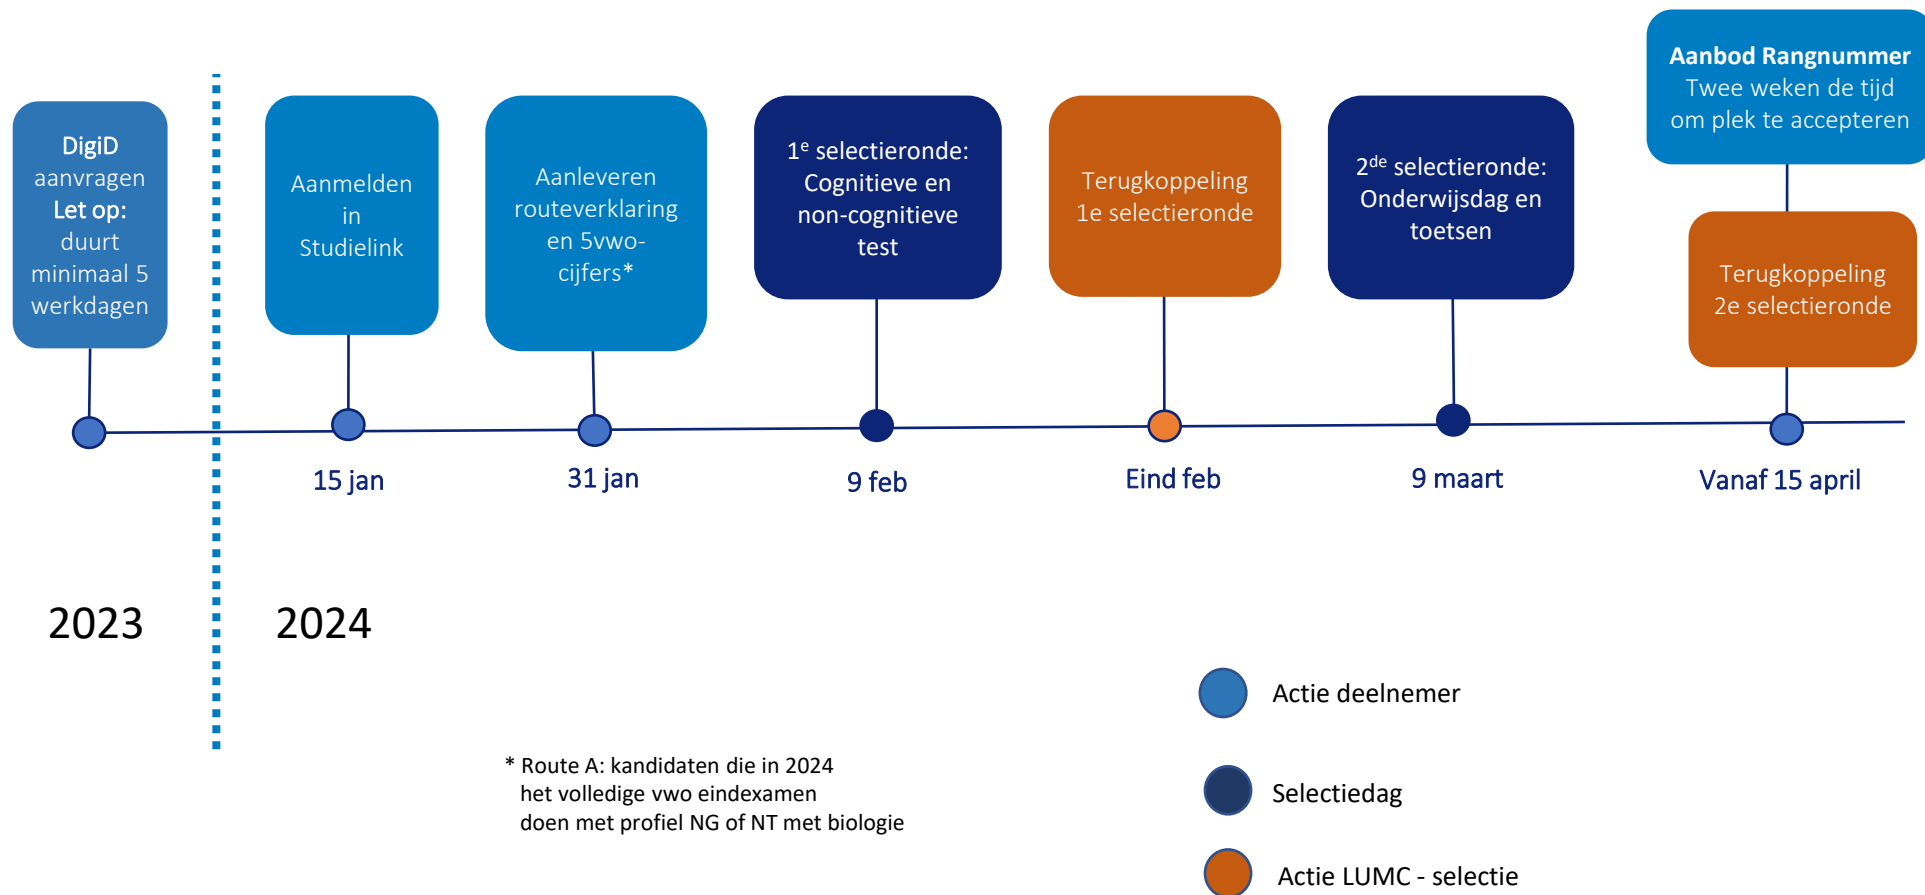 DigiD
aanvragen
Let op:
duurt
minimaal 5
werkdagen
Aanmelden
in
Studielink
Aanleveren
routeverklaring
en 5vwo-
cijfers*
1e selectieronde:
Cognitieve en
non-cognitieve
test
Terugkoppeling
1e selectieronde
2de selectieronde:
Onderwijsdag en
toetsen
Aanbod Rangnummer
Twee weken de tijd
om plek te accepteren
Terugkoppeling
2e selectieronde
15 jan
31 jan
9 feb
Eind feb
9 maart
Vanaf 15 april
2023
2024
* Route A: kandidaten die in 2024
het volledige vwo eindexamen
doen met profiel NG of NT met biologie
Actie deelnemer
Selectiedag
Actie LUMC - selectie